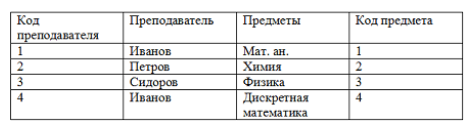 Код преподавателя Преподаватель Предметы Код предмета
1 Иванов Мат. ан. 1
2 Петров Химия 2
3 Сидоров Физика 3
4 Иванов Дискретная математика 4